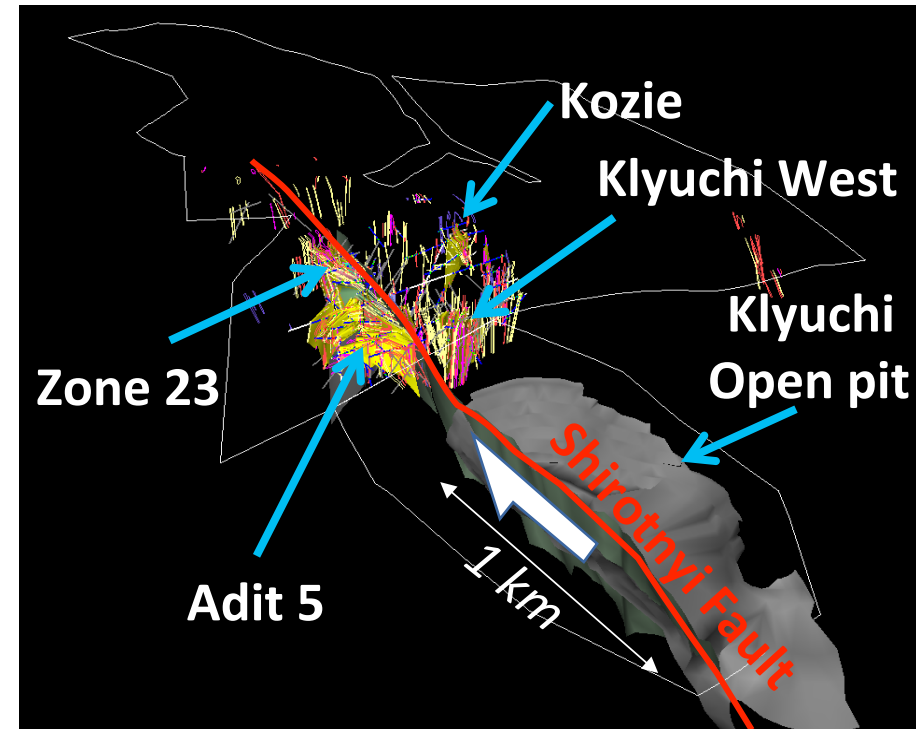 Kozie
Klyuchi West
Klyuchi
Open pit
Zone 23
Shirotnyi Fault
1 km
Adit 5